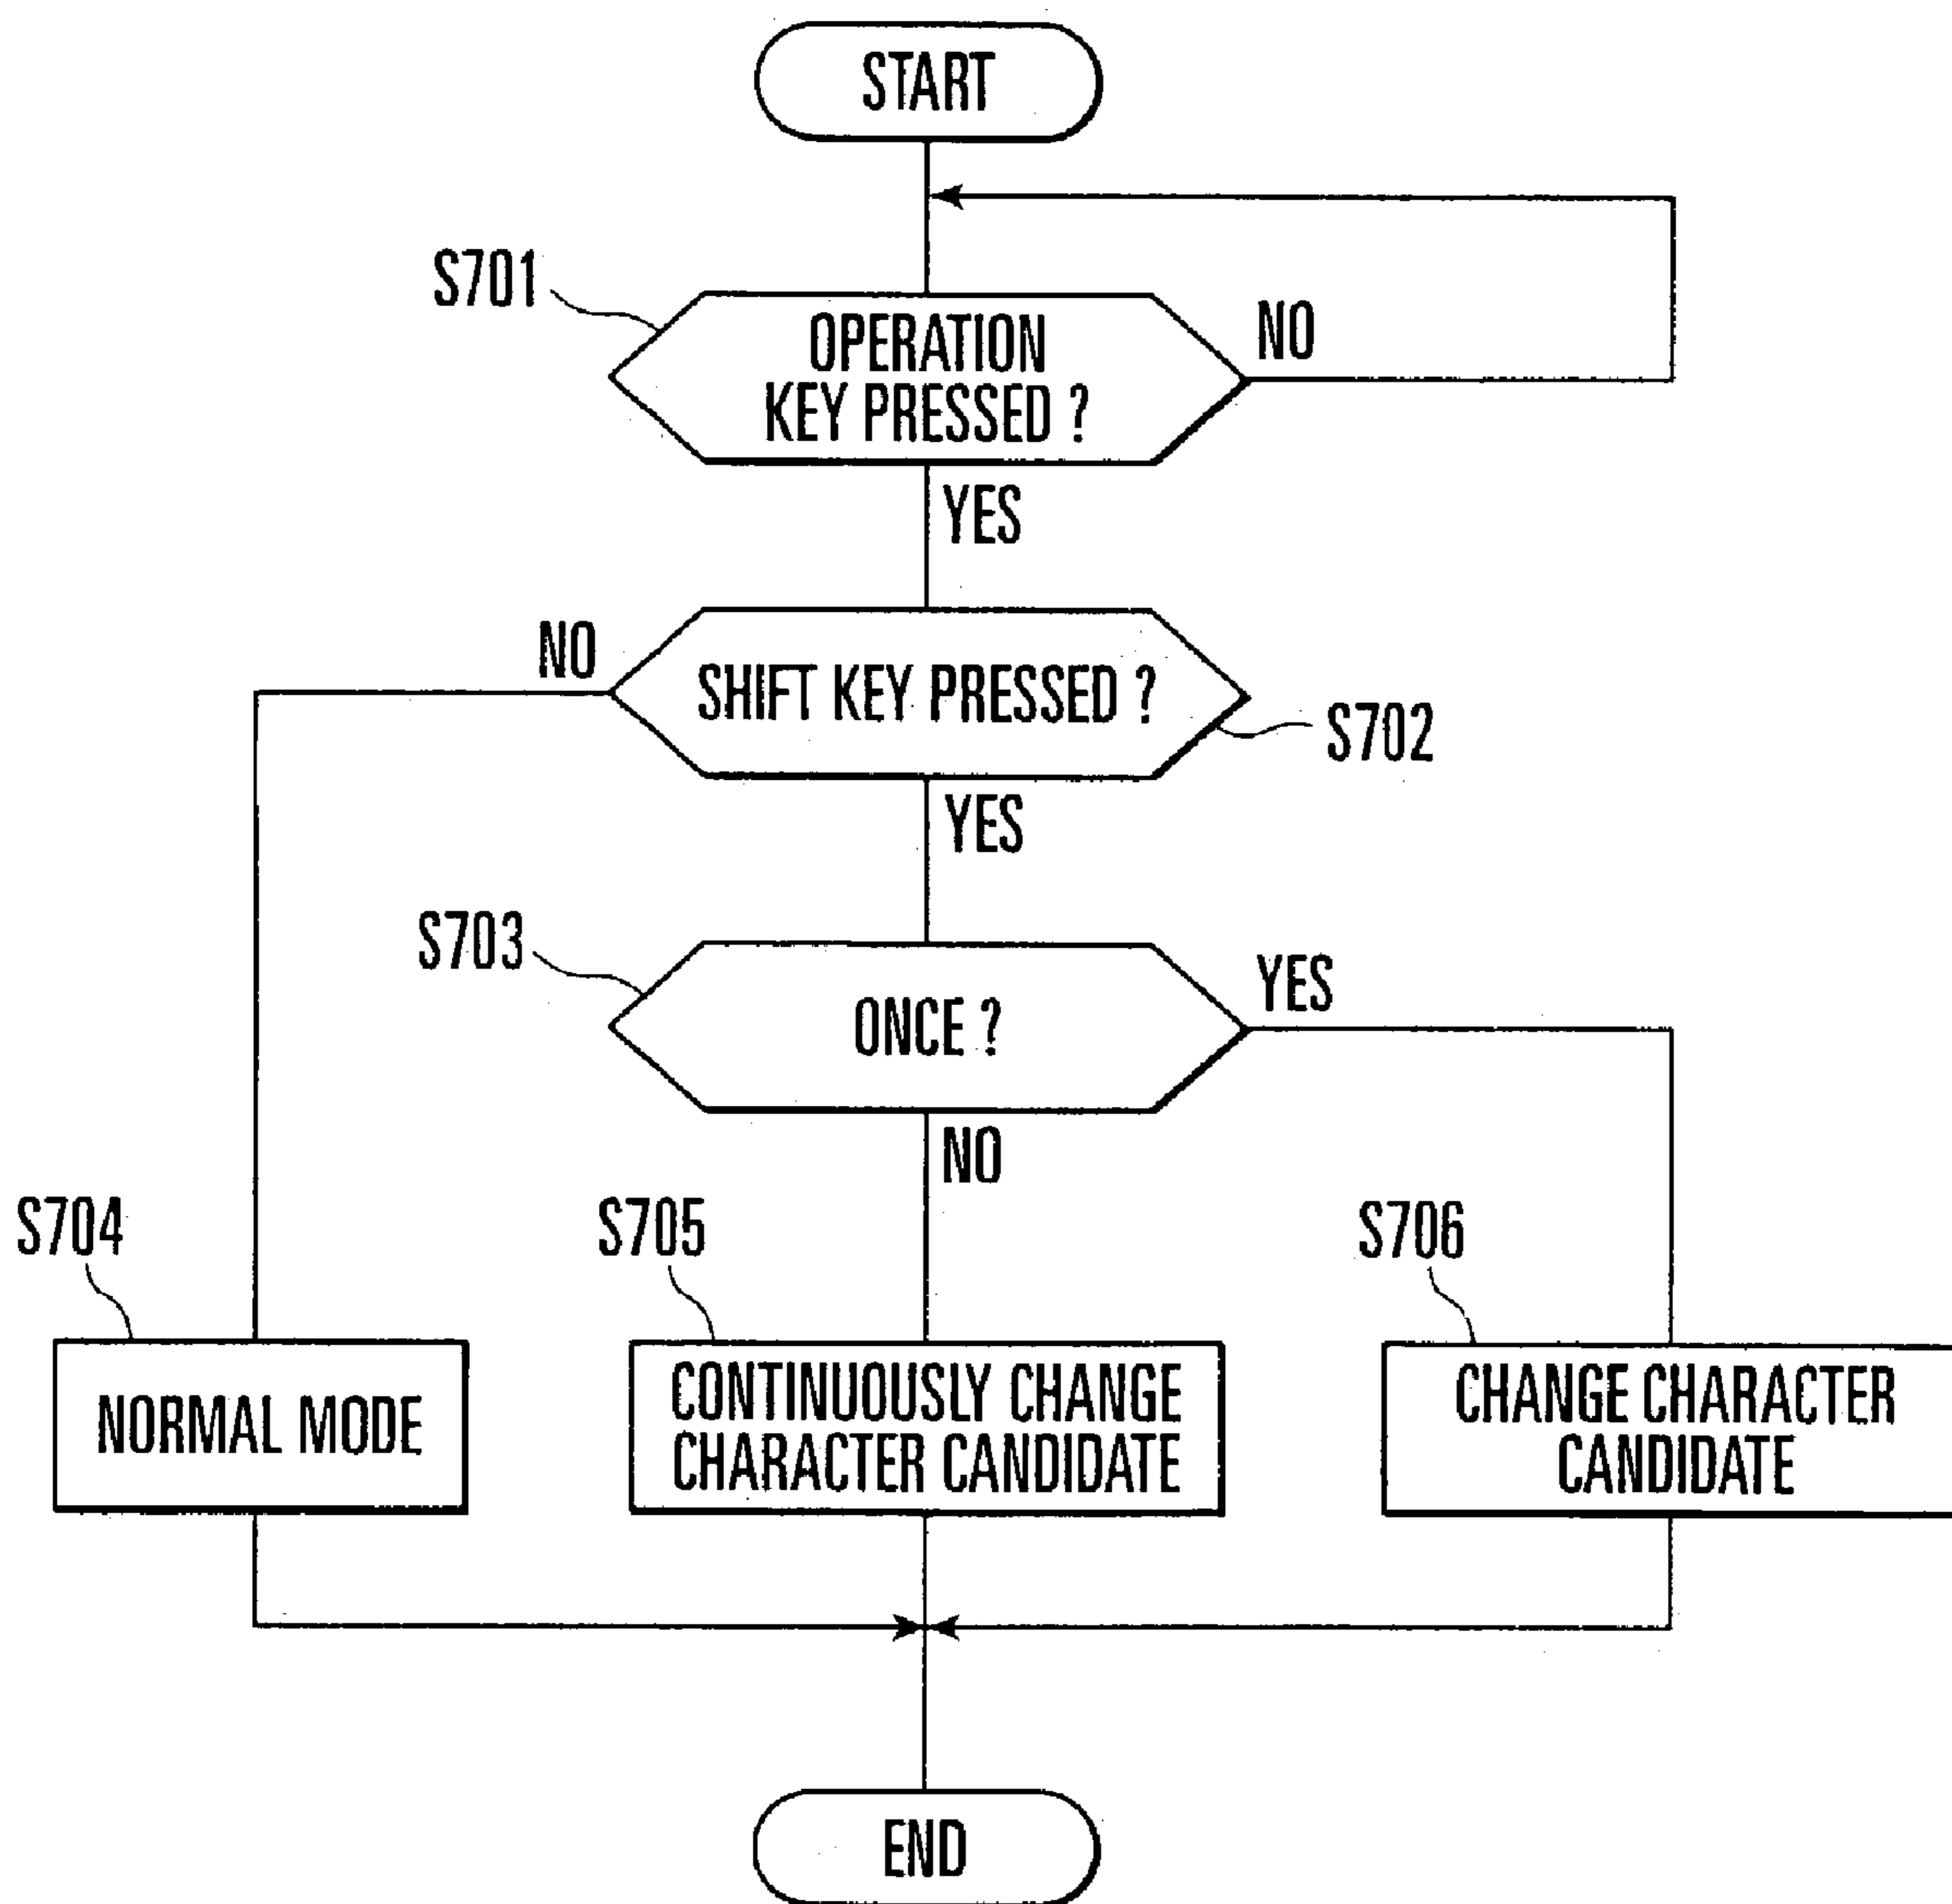 START
S701
OPERATION
KEY PRESSED ?
NO
YES
NO
SHIFT KEY PRESSED ?
S702
YES
S703
ONCE ?
YES
NO
S704
S705
S706
NORMAL MODE
CONTINUOUSLY CHANGE
CHARACTER CANDIDATE
CHANGE CHARACTER
CANDIDATE
END